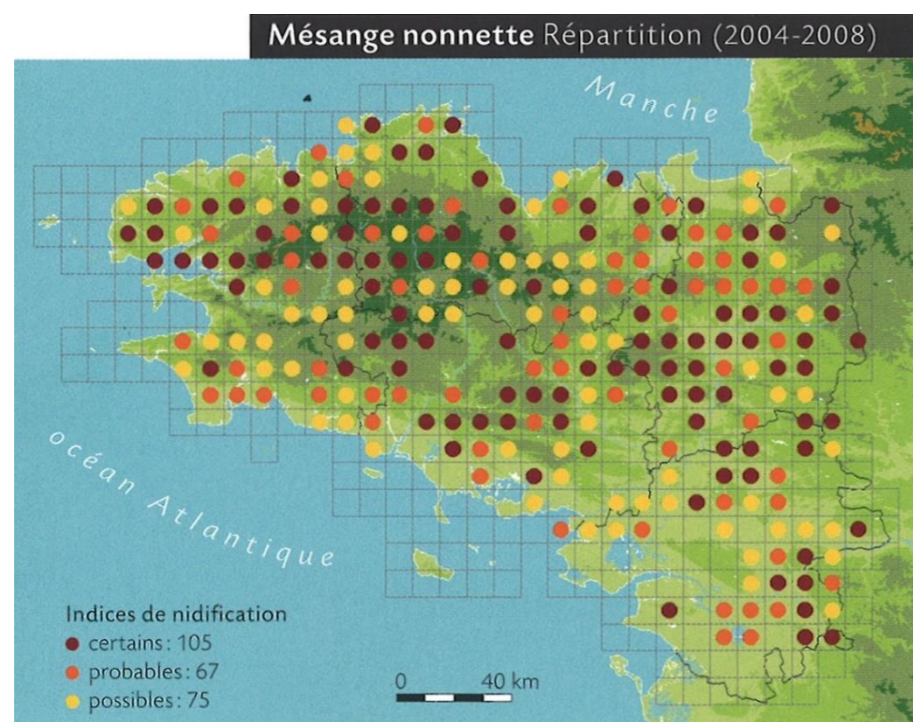 Mésange nonnette Répartition (2004-2008)
Manche
océan Atlantique
Indices de nidification
certains : 105
probables : 67
possibles : 75
0 40 km